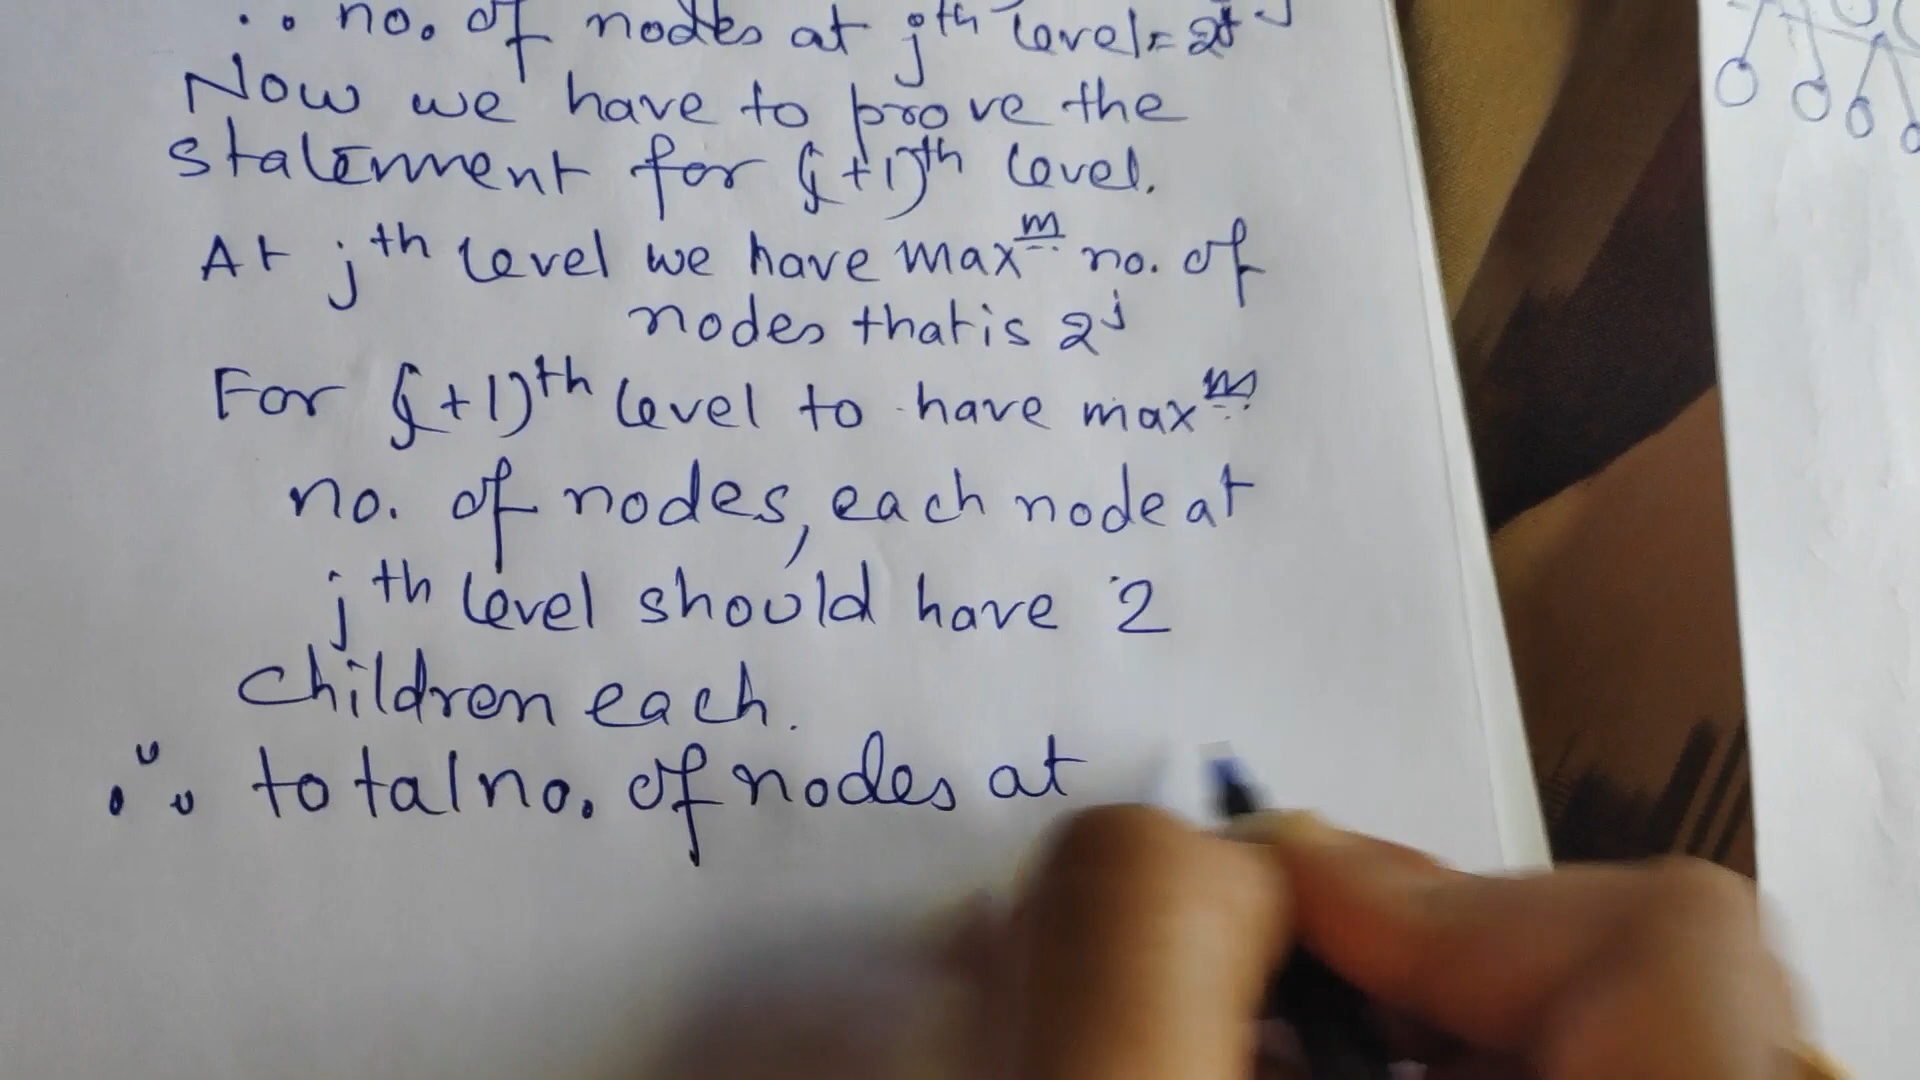 ∴ no. of nodes at jth level = 2^j
Now we have to prove the
statement for (j+1)th level.
At jth level we have maxm no. of
nodes that is 2^j
For (j+1)th level to have maxm
no. of nodes, each node at
jth level should have 2
children each.
∴ total no. of nodes at